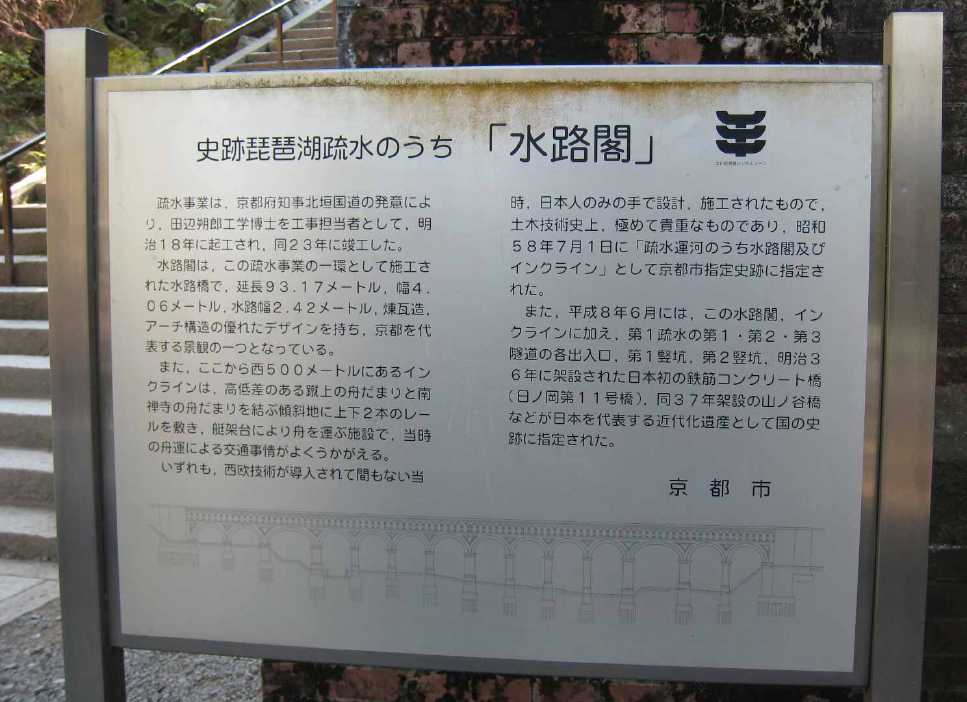 史跡琵琶湖疏水のうち「水路閣」
疏水事業は，京都府知事北垣国道の発意によ
り，田辺朔郎工学博士を工事担当者として，明
治18年に起工され，同23年に竣工した。
水路閣は，この疏水事業の一環として施工さ
れた水路橋で，延長93.17メートル，幅4.
06メートル，水路幅2.42メートル，煉瓦造，
アーチ構造の優れたデザインを持ち，京都を代
表する景観の一つとなっている。
また，ここから西500メートルにあるイン
クラインは，高低差のある蹴上の舟だまりと南
禅寺の舟だまりを結ぶ傾斜地に上下2本のレー
ルを敷き，艇架台により舟を運ぶ施設で，当時
の舟運による交通事情がよくうかがえる。
いずれも，西欧技術が導入されて間もない当
時，日本人のみの手で設計，施工されたもので，
土木技術史上，極めて貴重なものであり，昭和
58年7月1日に「疏水運河のうち水路閣及び
インクライン」として京都市指定史跡に指定さ
れた。
また，平成8年6月には，この水路閣，イン
クラインに加え，第1疏水の第1・第2・第3
隧道の各出入口，第1竪坑，第2竪坑，明治3
6年に架設された日本初の鉄筋コンクリート橋
（日ノ岡第11号橋），同37年架設の山ノ谷橋
などが日本を代表する近代化遺産として国の史
跡に指定された。
京都市